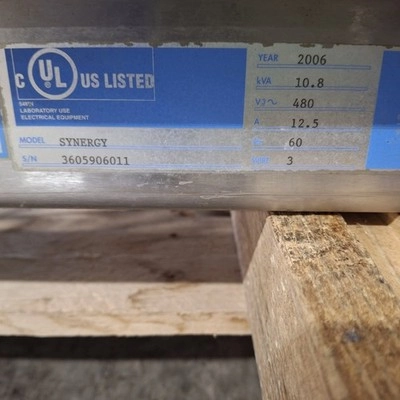 C UL US LISTED
LABORATORY USE
ELECTRICAL EQUIPMENT
MODEL SYNERGY
S/N 3605906011
YEAR 2006
kVA 10.8
V3~ 480
A 12.5
60
3